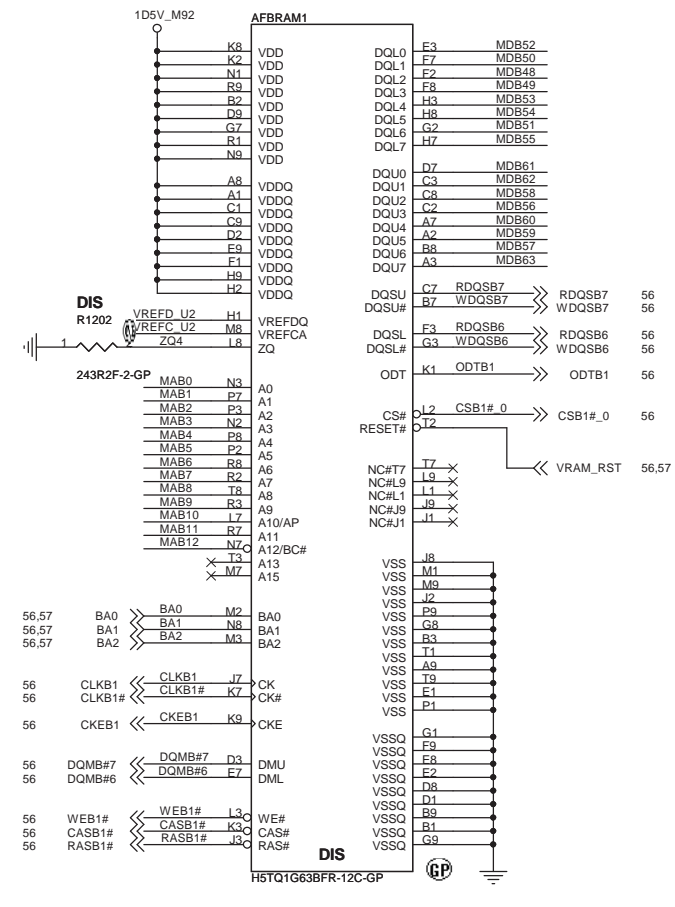 1D5V_M92
AFBRAM1
K8 VDD
K2 VDD
N1 VDD
R9 VDD
B2 VDD
D9 VDD
G7 VDD
R1 VDD
N9 VDD
A8 VDDQ
A1 VDDQ
C1 VDDQ
C9 VDDQ
D2 VDDQ
E9 VDDQ
F1 VDDQ
H9 VDDQ
H2 VDDQ
DIS
R1202
VREFD_U2 H1 VREFDQ
VREFC_U2 M8 VREFCA
1 2 ZQ4 L8 ZQ
243R2F-2-GP
MAB0 N3 A0
MAB1 P7 A1
MAB2 P3 A2
MAB3 N2 A3
MAB4 P8 A4
MAB5 P2 A5
MAB6 R8 A6
MAB7 R2 A7
MAB8 T8 A8
MAB9 R3 A9
MAB10 L7 A10/AP
MAB11 R7 A11
MAB12 N7 A12/BC#
T3 A13
M7 A15
56,57 BA0 BA0 M2 BA0
56,57 BA1 BA1 N8 BA1
56,57 BA2 BA2 M3 BA2
56 CLKB1 CLKB1 J7 CK
56 CLKB1# CLKB1# K7 CK#
56 CKEB1 CKEB1 K9 CKE
56 DQMB#7 DQMB#7 D3 DMU
56 DQMB#6 DQMB#6 E7 DML
56 WEB1# WEB1# L3 WE#
56 CASB1# CASB1# K3 CAS#
56 RASB1# RASB1# J3 RAS#
DQL0 E3 MDB52
DQL1 F7 MDB50
DQL2 F2 MDB48
DQL3 F8 MDB49
DQL4 H3 MDB53
DQL5 H8 MDB54
DQL6 G2 MDB51
DQL7 H7 MDB55
DQU0 D7 MDB61
DQU1 C3 MDB62
DQU2 C8 MDB58
DQU3 C2 MDB56
DQU4 A7 MDB60
DQU5 A2 MDB59
DQU6 B8 MDB57
DQU7 A3 MDB63
DQSU C7 RDQSB7 RDQSB7 56
DQSU# B7 WDQSB7 WDQSB7 56
DQSL F3 RDQSB6 RDQSB6 56
DQSL# G3 WDQSB6 WDQSB6 56
ODT K1 ODTB1 ODTB1 56
CS# L2 CSB1#_0 CSB1#_0 56
RESET# T2
VRAM_RST 56,57
NC#T7 T7
NC#L9 L9
NC#L1 L1
NC#J9 J9
NC#J1 J1
VSS J8
VSS M1
VSS M9
VSS J2
VSS P9
VSS G8
VSS B3
VSS T1
VSS A9
VSS T9
VSS E1
VSS P1
VSSQ G1
VSSQ F9
VSSQ E8
VSSQ E2
VSSQ D8
VSSQ D1
VSSQ B9
VSSQ B1
VSSQ G9
DIS
GP
H5TQ1G63BFR-12C-GP